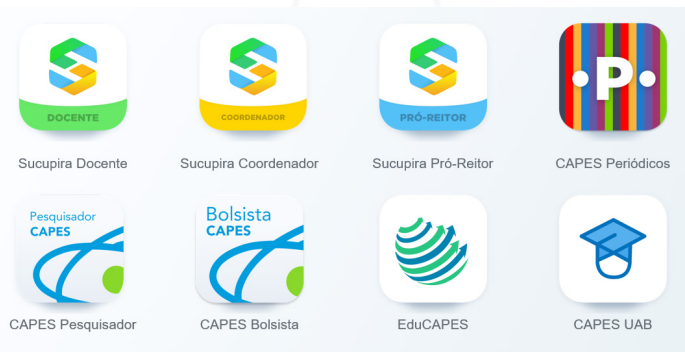 DOCENTE
COORDENADOR
PRÓ-REITOR
·P·
Sucupira Docente
Sucupira Coordenador
Sucupira Pró-Reitor
CAPES Periódicos
Pesquisador
CAPES
Bolsista
CAPES
CAPES Pesquisador
CAPES Bolsista
EduCAPES
CAPES UAB